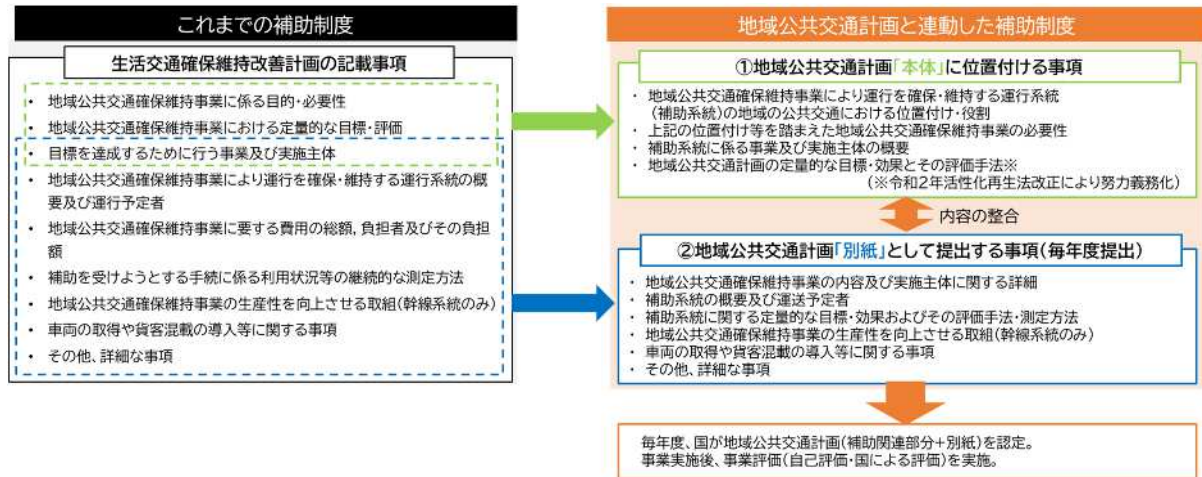 これまでの補助制度
生活交通確保維持改善計画の記載事項
・ 地域公共交通確保維持事業に係る目的・必要性
・ 地域公共交通確保維持事業における定量的な目標・評価
・ 目標を達成するために行う事業及び実施主体
・ 地域公共交通確保維持事業により運行を確保・維持する運行系統の概
要及び運行予定者
・ 地域公共交通確保維持事業に要する費用の総額,負担者及びその負担
額
・ 補助を受けようとする手続に係る利用状況等の継続的な測定方法
・ 地域公共交通確保維持事業の生産性を向上させる取組(幹線系統のみ)
・ 車両の取得や貨客混載の導入等に関する事項
・ その他、詳細な事項
地域公共交通計画と連動した補助制度
①地域公共交通計画「本体」に位置付ける事項
・ 地域公共交通確保維持事業により運行を確保・維持する運行系統
(補助系統)の地域の公共交通における位置付け・役割
・ 上記の位置付け等を踏まえた地域公共交通確保維持事業の必要性
・ 補助系統に係る事業及び実施主体の概要
・ 地域公共交通計画の定量的な目標・効果とその評価手法※
(※令和2年活性化再生法改正により努力義務化)
内容の整合
②地域公共交通計画「別紙」として提出する事項(毎年度提出)
・ 地域公共交通確保維持事業の内容及び実施主体に関する詳細
・ 補助系統の概要及び運送予定者
・ 補助系統に関する定量的な目標・効果およびその評価手法・測定方法
・ 地域公共交通確保維持事業の生産性を向上させる取組(幹線系統のみ)
・ 車両の取得や貨客混載の導入等に関する事項
・ その他、詳細な事項
毎年度、国が地域公共交通計画(補助関連部分+別紙)を認定。
事業実施後、事業評価(自己評価・国による評価)を実施。